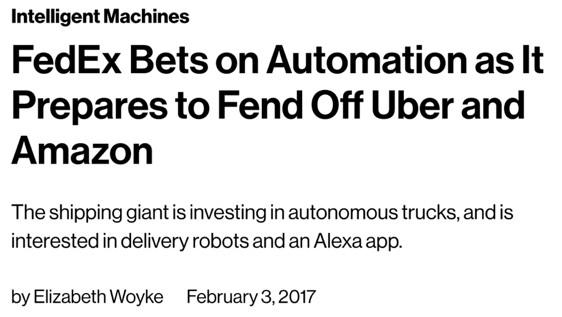 Intelligent Machines
FedEx Bets on Automation as It
Prepares to Fend Off Uber and
Amazon
The shipping giant is investing in autonomous trucks, and is
interested in delivery robots and an Alexa app.
by Elizabeth Woyke February 3, 2017